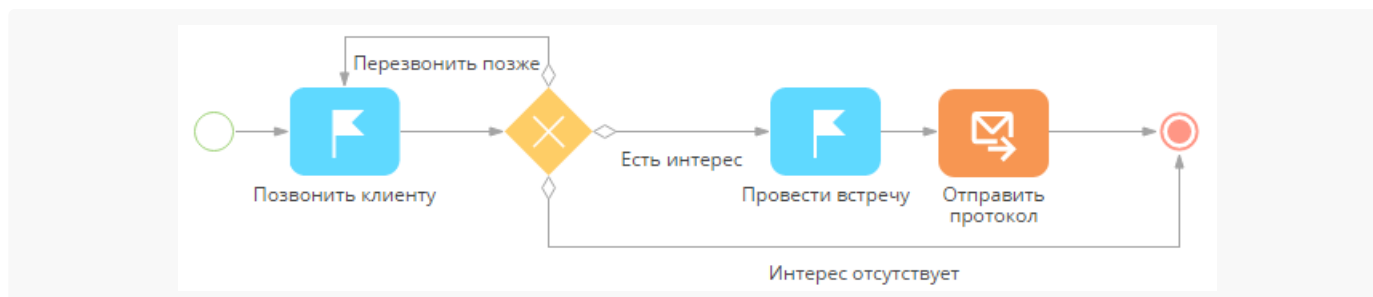 Перезвонить позже
Есть интерес
Позвонить клиенту
Провести встречу
Отправить
протокол
Интерес отсутствует